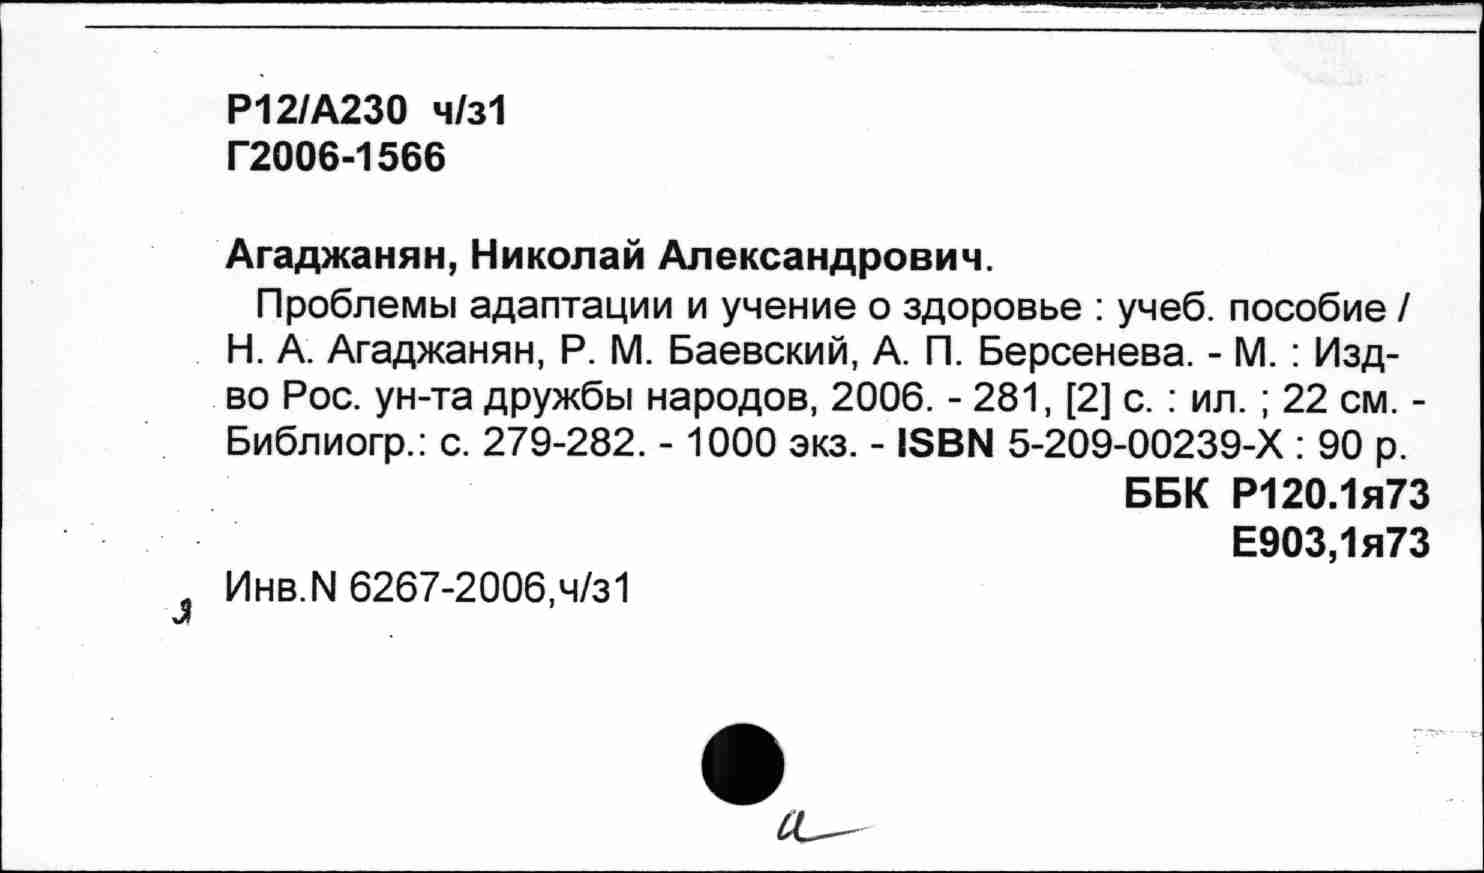 Р12/А230 ч/з1
Г2006-1566
Агаджанян, Николай Александрович.
Проблемы адаптации и учение о здоровье : учеб. пособие /
Н. А. Агаджанян, Р. М. Баевский, А. П. Берсенева. - М. : Изд-
во Рос. ун-та дружбы народов, 2006. - 281, [2] с. : ил. ; 22 см. -
Библиогр.: с. 279-282. - 1000 экз. - ISBN 5-209-00239-X : 90 р.
ББК Р120.1я73
Е903,1я73
Инв.N 6267-2006,ч/з1
а